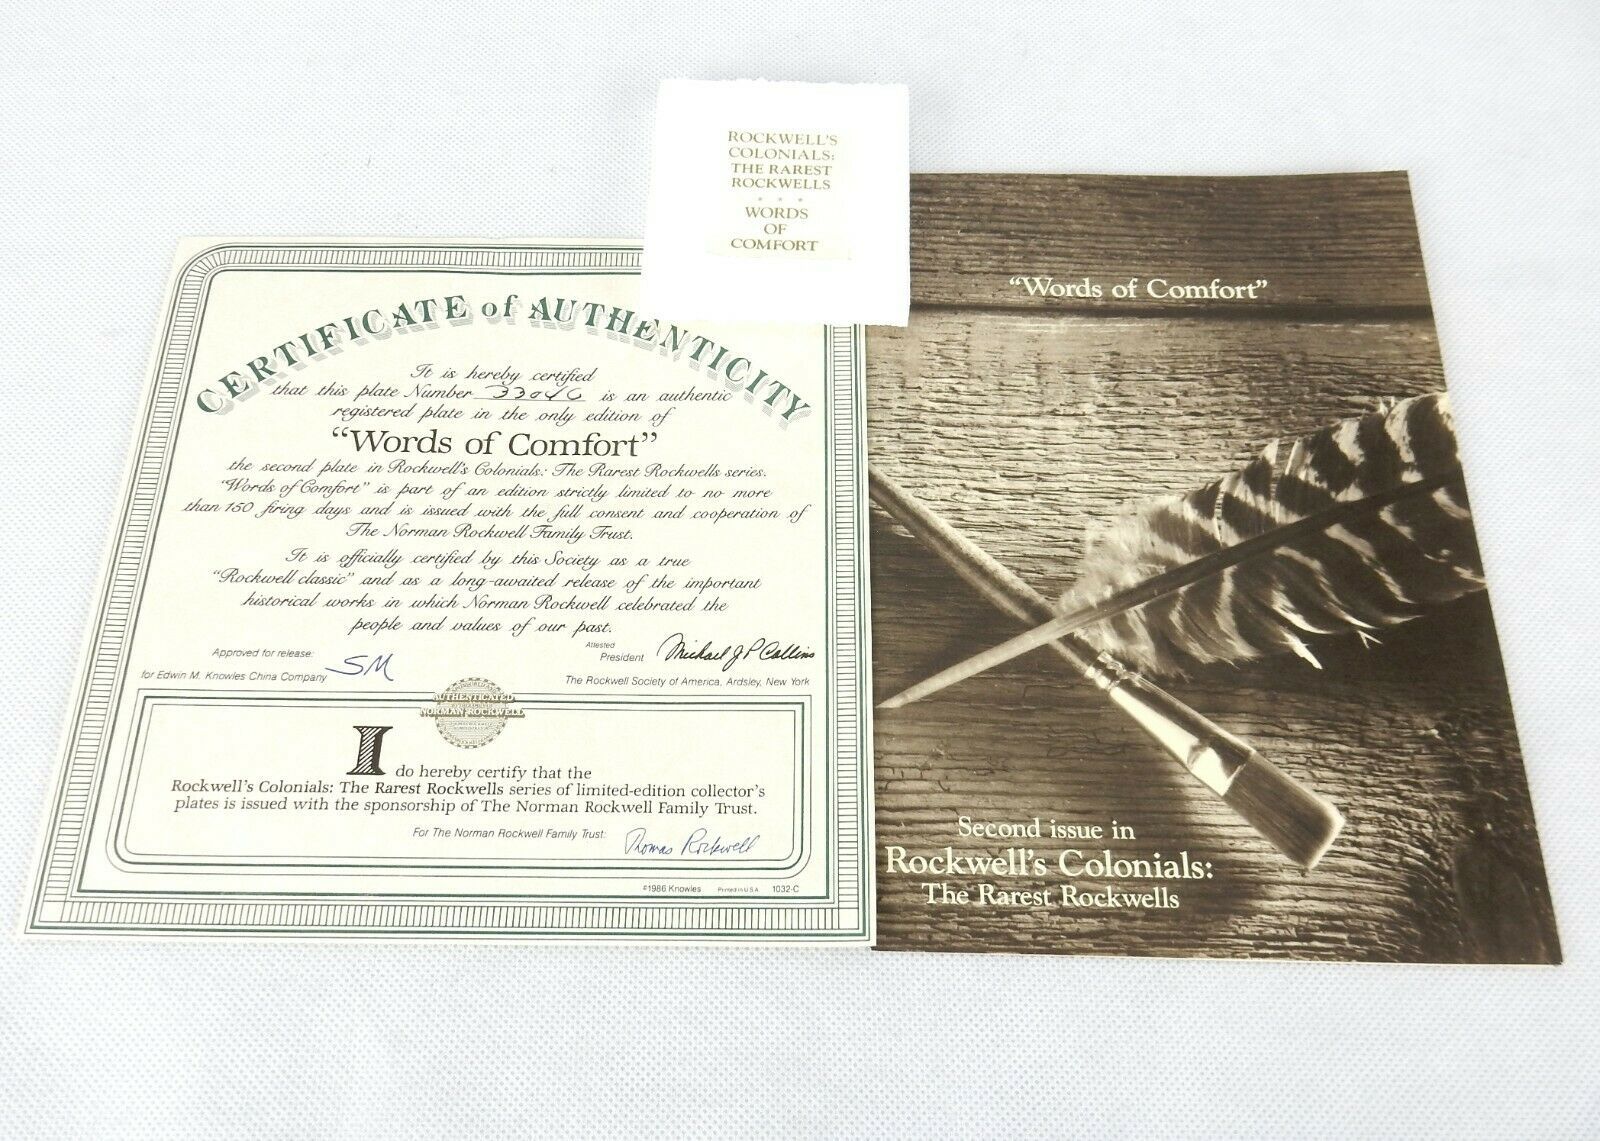 ROCKWELL'S
COLONIALS:
THE RAREST
ROCKWELLS
* * *
WORDS
OF
COMFORT
CERTIFICATE of AUTHENTICITY
It is hereby certified
that this plate Number is an authentic
registered plate in the only edition of
“Words of Comfort”
the second plate in Rockwell's Colonials: The Rarest Rockwells series.
“Words of Comfort” is part of an edition strictly limited to no more
than 150 firing days and is issued with the full consent and cooperation of
The Norman Rockwell Family Trust.
It is officially certified by this Society as a true
“Rockwell classic” and as a long-awaited release of the important
historical works in which Norman Rockwell celebrated the
people and values of our past.
Approved for release:
for Edwin M. Knowles China Company SM
Attested
President Michael J P Collins
The Rockwell Society of America, Ardsley, New York
AUTHENTICATED
NORMAN ROCKWELL
I do hereby certify that the
Rockwell's Colonials: The Rarest Rockwells series of limited-edition collector's
plates is issued with the sponsorship of The Norman Rockwell Family Trust.
For The Norman Rockwell Family Trust: Thomas Rockwell
©1986 Knowles Printed in U.S.A. 1032-C
“Words of Comfort”
Second issue in
Rockwell's Colonials:
The Rarest Rockwells